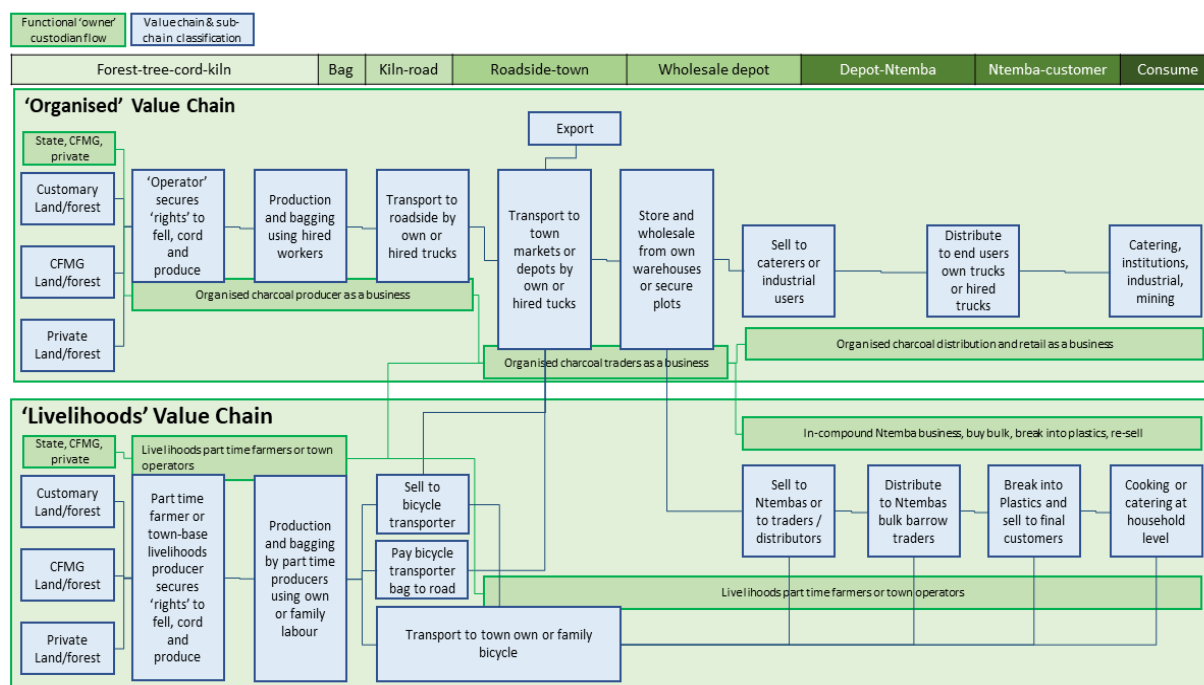 Functional 'owner'
custodian flow
Value chain & sub-
chain classification
Forest-tree-cord-kiln
Bag
Kiln-road
Roadside-town
Wholesale depot
Depot-Ntemba
Ntemba-customer
Consume
'Organised' Value Chain
Export
State, CFMG,
private
Customary
Land/forest
CFMG
Land/forest
Private
Land/forest
'Operator'
secures
'rights' to
fell, cord
and
produce
Production
and bagging
using hired
workers
Transport to
roadside by
own or
hired trucks
Transport to
town
markets or
depots by
own or
hired tucks
Store and
wholesale
from own
warehouses
or secure
plots
Sell to
caterers or
industrial
users
Distribute
to end users
own trucks
or hired
trucks
Catering,
institutions,
industrial,
mining
Organised charcoal producer as a business
Organised charcoal traders as a business
Organised charcoal distribution and retail as a business
'Livelihoods' Value Chain
State, CFMG,
private
Customary
Land/forest
CFMG
Land/forest
Private
Land/forest
Livelihoods part time farmers or town
operators
Part time
farmer or
town-base
livelihoods
producer
secures
'rights' to
fell, cord
and
produce
Production
and bagging
by part time
producers
using own
or family
labour
Sell to
bicycle
transporter
Pay bicycle
transporter
bag to road
Transport to town own or family
bicycle
In-compound Ntemba business, buy bulk, break into plastics, re-sell
Sell to
Ntembas or
to traders /
distributors
Distribute
to Ntembas
bulk barrow
traders
Break into
Plastics and
sell to final
customers
Cooking or
catering at
household
level
Livelihoods part time farmers or town operators